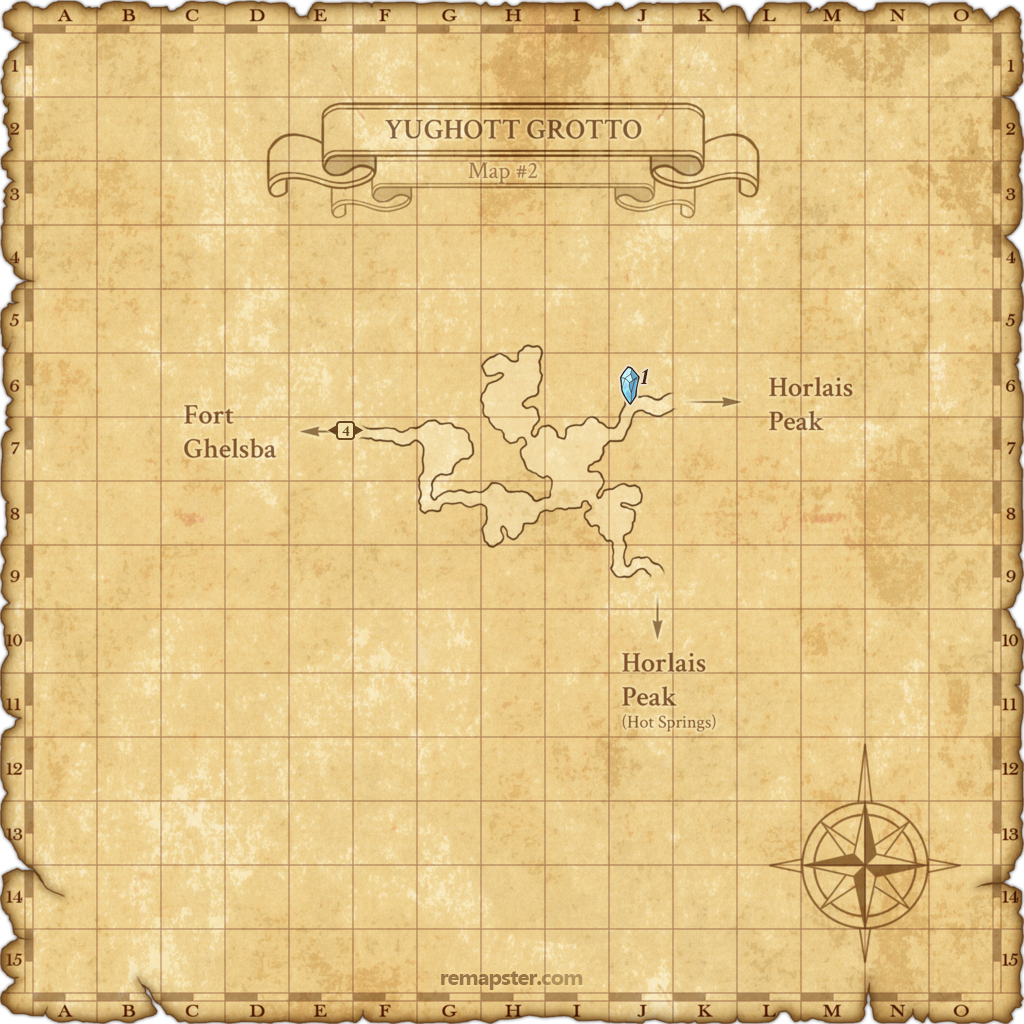 A B C D E F G H I J K L M N O
1 1
2 YUGHOTT GROTTO 2
Map #2
3 3
4 4
5 5
6 1 Horlais 6
Peak
Fort
Ghelsba
4
7 7
8 8
9 9
10 10
Horlais
Peak
(Hot Springs)
11 11
12 12
13 13
14 14
15 15
remapster.com
A B C D E F G H I J K L M N O